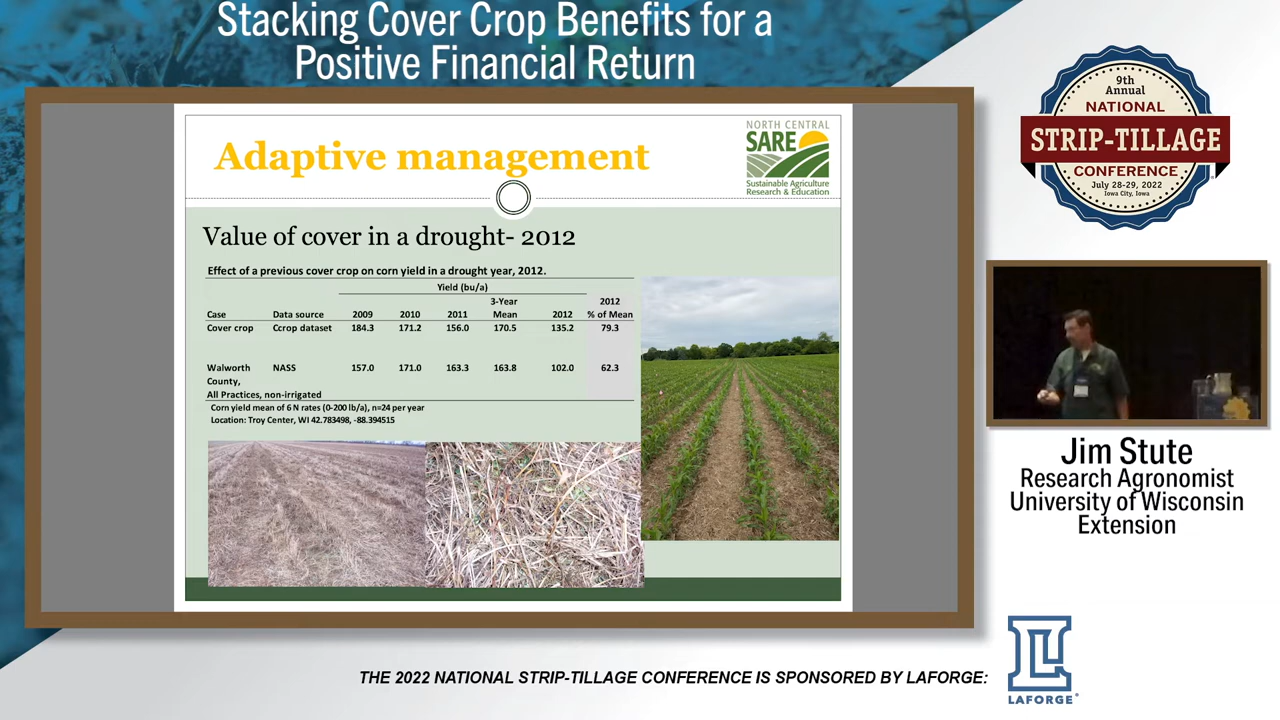 Stacking Cover Crop Benefits for a
Positive Financial Return
Adaptive management
NORTH CENTRAL
SARE
Sustainable Agriculture
Research & Education
Value of cover in a drought- 2012
Effect of a previous cover crop on corn yield in a drought year, 2012.
Yield (bu/a)
3-Year 2012
Case Data source 2009 2010 2011 Mean 2012 % of Mean
Cover crop Ccrop dataset 184.3 171.2 156.0 170.5 135.2 79.3
Walworth NASS 157.0 171.0 163.3 163.8 102.0 62.3
County,
All Practices, non-irrigated
Corn yield mean of 6 N rates (0-200 lb/a), n=24 per year
Location: Troy Center, WI 42.783498, -88.394515
9th
Annual
NATIONAL
STRIP-TILLAGE
CONFERENCE
July 28-29, 2022
Iowa City, Iowa
Jim Stute
Research Agronomist
University of Wisconsin
Extension
THE 2022 NATIONAL STRIP-TILLAGE CONFERENCE IS SPONSORED BY LAFORGE:
LAFORGE